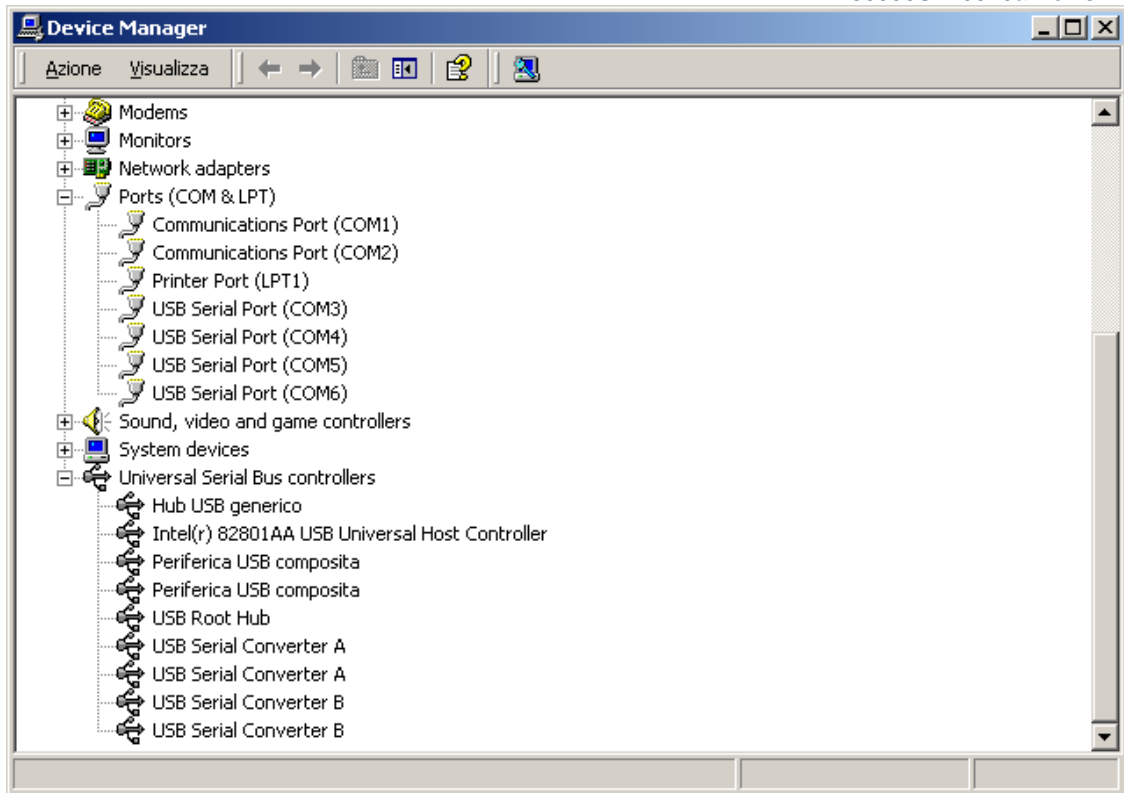 Device Manager
Azione Visualizza
Modems
Monitors
Network adapters
Ports (COM & LPT)
Communications Port (COM1)
Communications Port (COM2)
Printer Port (LPT1)
USB Serial Port (COM3)
USB Serial Port (COM4)
USB Serial Port (COM5)
USB Serial Port (COM6)
Sound, video and game controllers
System devices
Universal Serial Bus controllers
Hub USB generico
Intel(r) 82801AA USB Universal Host Controller
Periferica USB composita
Periferica USB composita
USB Root Hub
USB Serial Converter A
USB Serial Converter A
USB Serial Converter B
USB Serial Converter B